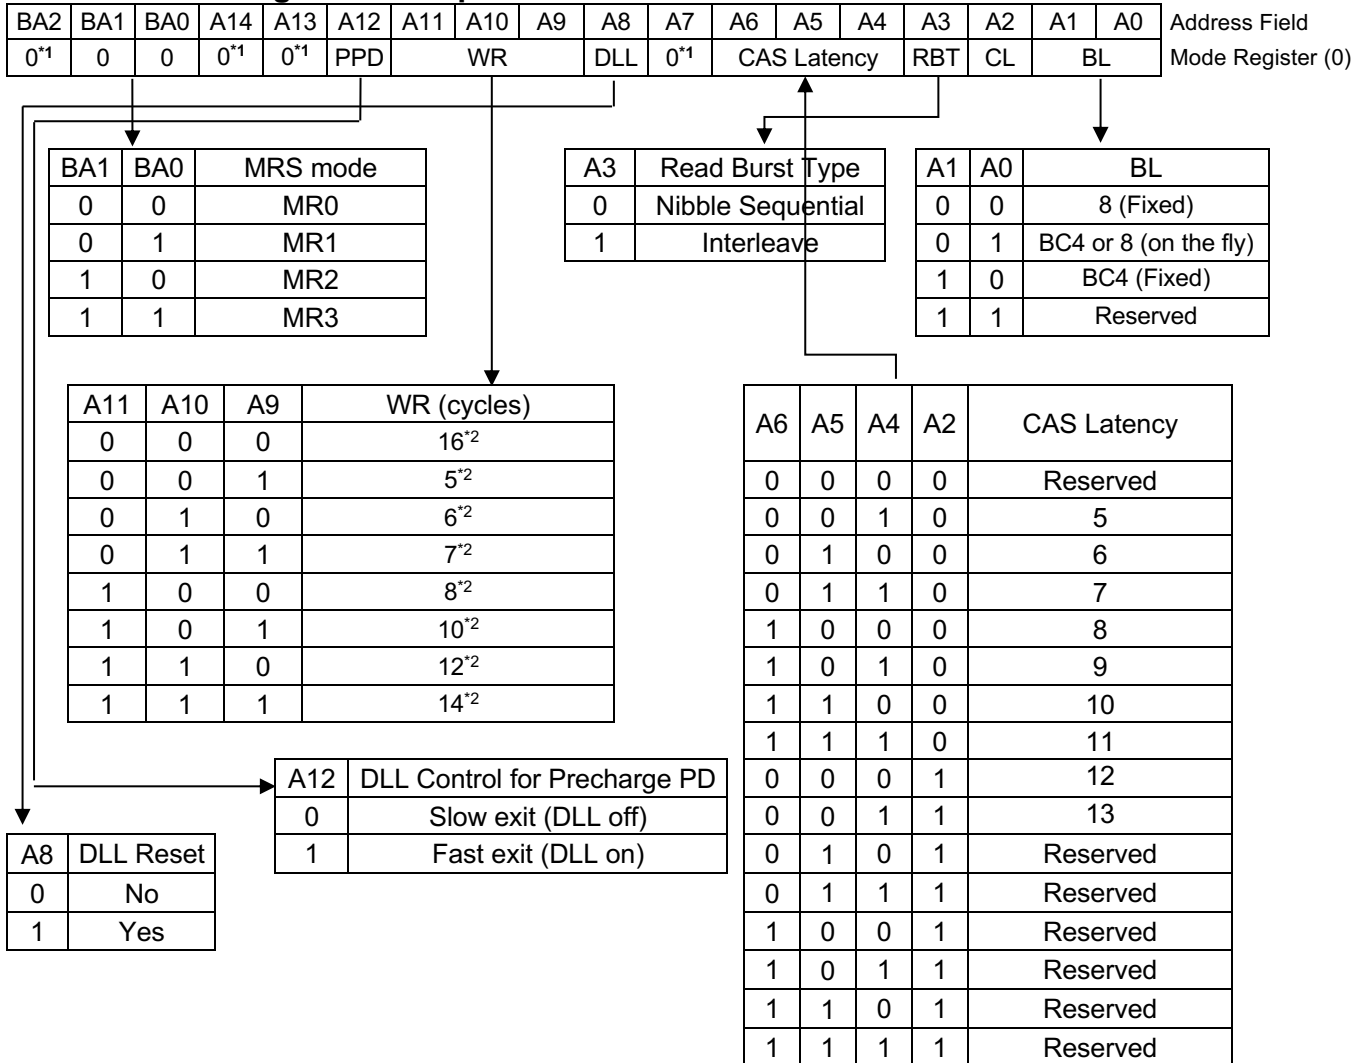 BA2 BA1 BA0 A14 A13 A12 A11 A10 A9 A8 A7 A6 A5 A4 A3 A2 A1 A0 Address Field
0*1 0 0 0*1 0*1 PPD WR DLL 0*1 CAS Latency RBT CL BL Mode Register (0)
BA1 BA0 MRS mode
0 0 MR0
0 1 MR1
1 0 MR2
1 1 MR3
A3 Read Burst Type
0 Nibble Sequential
1 Interleave
A1 A0 BL
0 0 8 (Fixed)
0 1 BC4 or 8 (on the fly)
1 0 BC4 (Fixed)
1 1 Reserved
A11 A10 A9 WR (cycles)
0 0 0 16*2
0 0 1 5*2
0 1 0 6*2
0 1 1 7*2
1 0 0 8*2
1 0 1 10*2
1 1 0 12*2
1 1 1 14*2
A6 A5 A4 A2 CAS Latency
0 0 0 0 Reserved
0 0 1 0 5
0 1 0 0 6
0 1 1 0 7
1 0 0 0 8
1 0 1 0 9
1 1 0 0 10
1 1 1 0 11
0 0 0 1 12
0 0 1 1 13
0 1 0 1 Reserved
0 1 1 1 Reserved
1 0 0 1 Reserved
1 0 1 1 Reserved
1 1 0 1 Reserved
1 1 1 1 Reserved
A12 DLL Control for Precharge PD
0 Slow exit (DLL off)
1 Fast exit (DLL on)
A8 DLL Reset
0 No
1 Yes